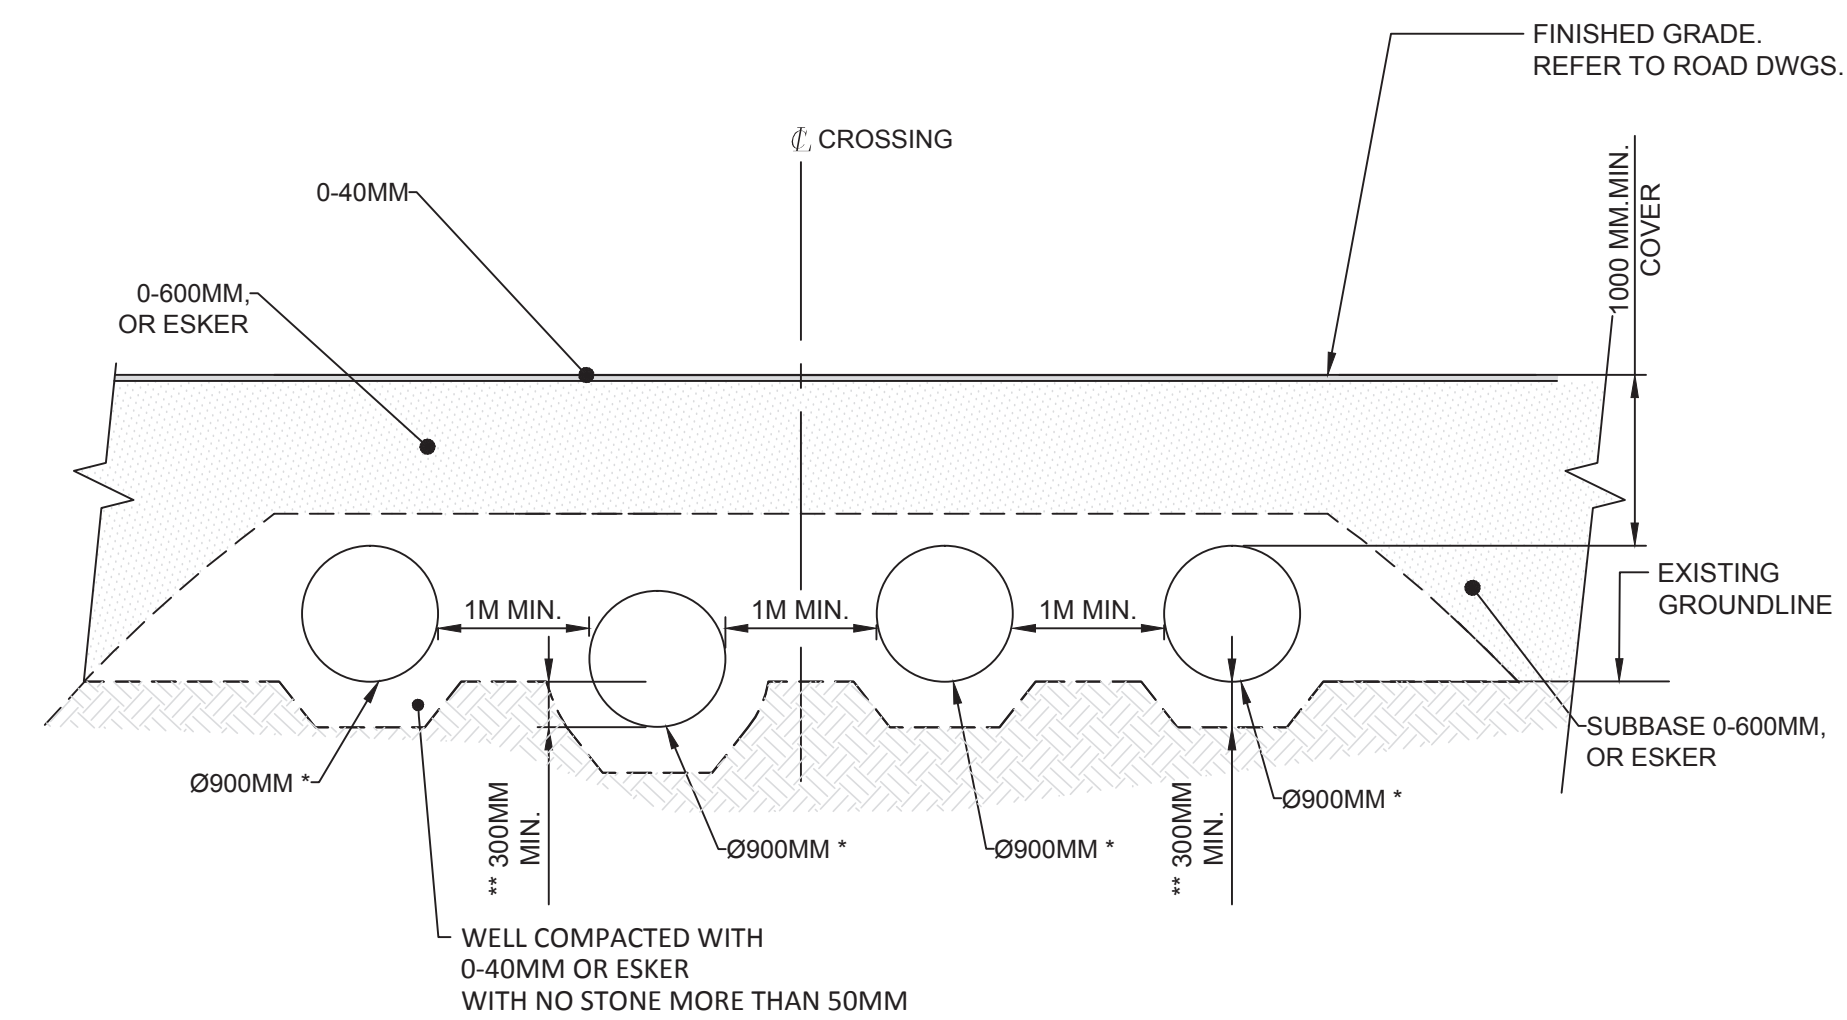 FINISHED GRADE.
REFER TO ROAD DWGS.
℄ CROSSING
0-40MM
1000 MM.MIN.
COVER
0-600MM,
OR ESKER
EXISTING
GROUNDLINE
1M MIN.
1M MIN.
1M MIN.
SUBBASE 0-600MM,
OR ESKER
Ø900MM *
** 300MM
MIN.
Ø900MM *
Ø900MM *
** 300MM
MIN.
Ø900MM *
WELL COMPACTED WITH
0-40MM OR ESKER
WITH NO STONE MORE THAN 50MM